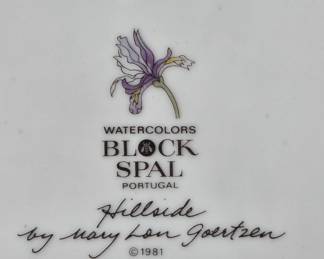 WATERCOLORS
BLOCK
SPAL
PORTUGAL
Hillside
by Mary Lou Goertzen
©1981